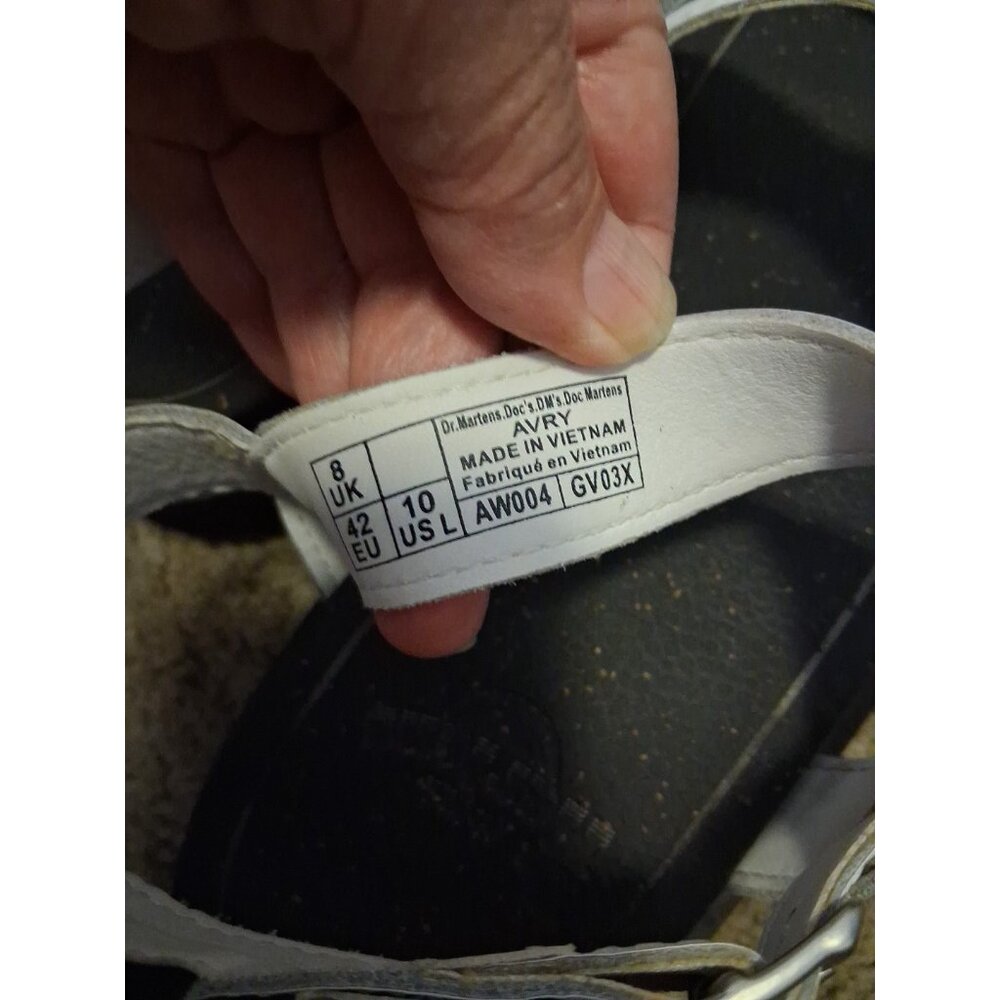 Dr.Martens.Doc's.DM's.Doc Martens
AVRY
MADE IN VIETNAM
Fabriqué en Vietnam
8
UK
42
EU
10
US L
AW004
GV03X